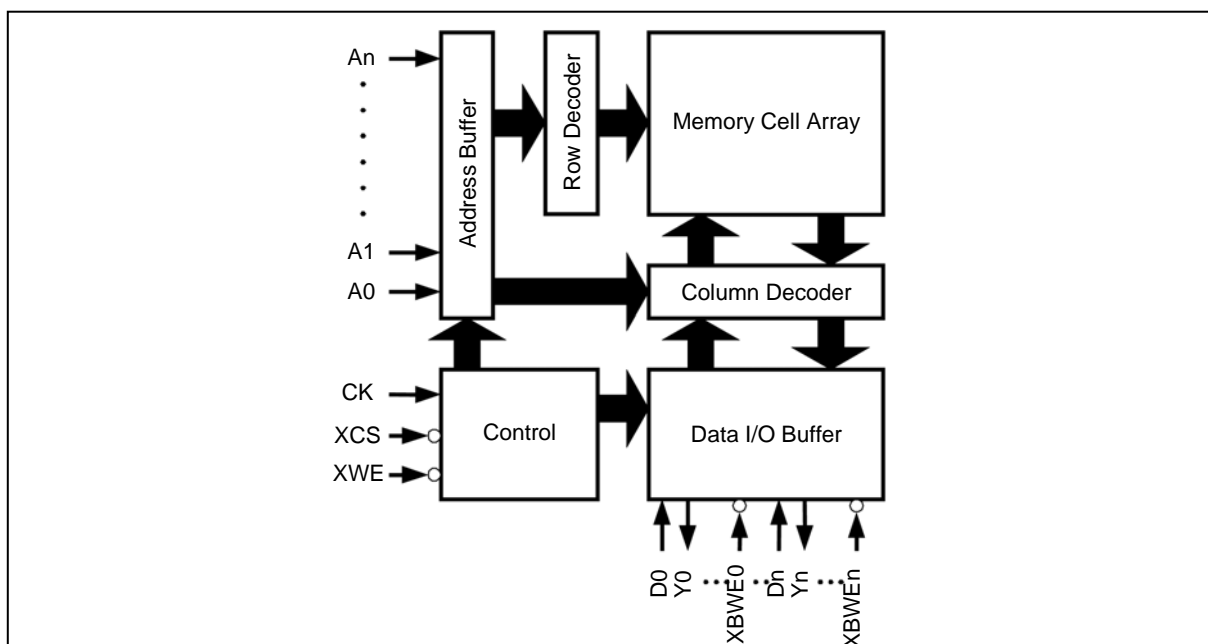 An
A1
A0
Address Buffer
Row Decoder
Memory Cell Array
Column Decoder
CK
XCS
XWE
Control
Data I/O Buffer
D0
Y0
XBWE0
Dn
Yn
XBWEn